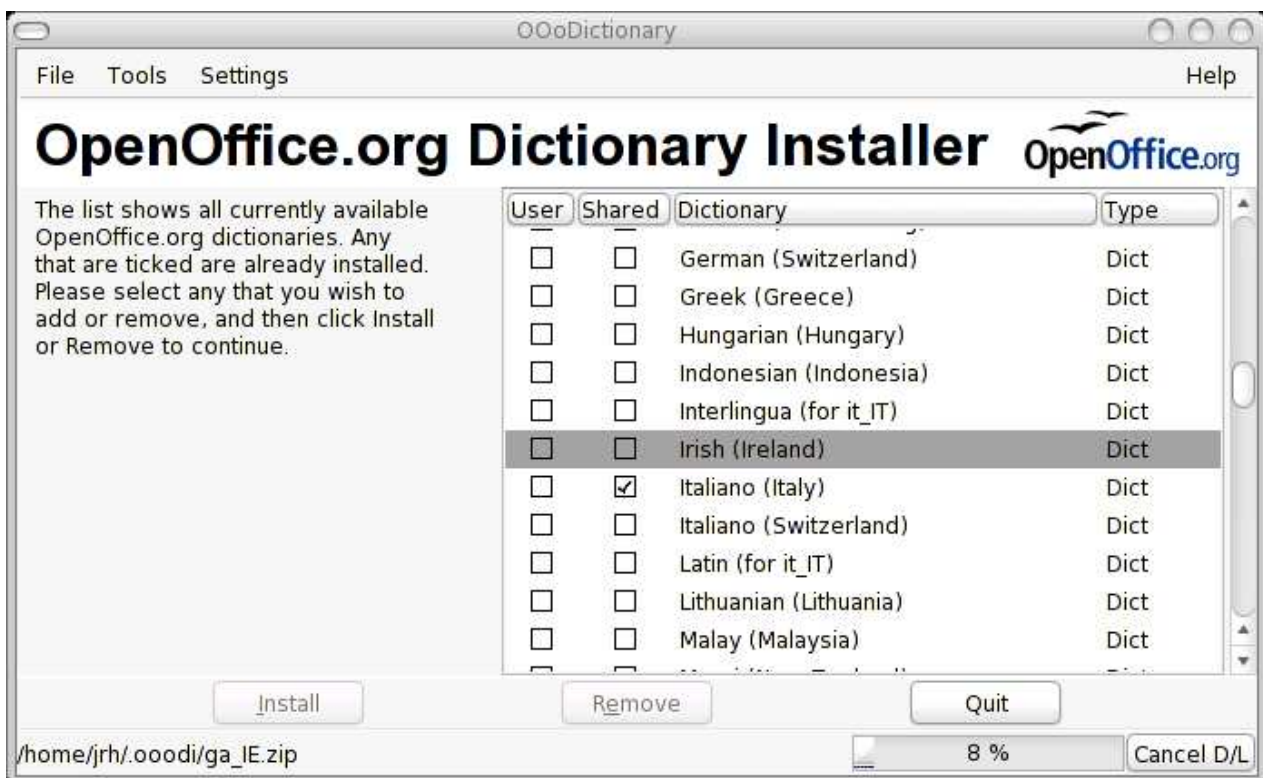 OOoDictionary
File Tools Settings Help
OpenOffice.org Dictionary Installer OpenOffice.org
The list shows all currently available
OpenOffice.org dictionaries. Any
that are ticked are already installed.
Please select any that you wish to
add or remove, and then click Install
or Remove to continue.
User Shared Dictionary Type
German (Switzerland) Dict
Greek (Greece) Dict
Hungarian (Hungary) Dict
Indonesian (Indonesia) Dict
Interlingua (for it_IT) Dict
Irish (Ireland) Dict
Italiano (Italy) Dict
Italiano (Switzerland) Dict
Latin (for it_IT) Dict
Lithuanian (Lithuania) Dict
Malay (Malaysia) Dict
Install Remove Quit
/home/jrh/.ooodi/ga_IE.zip 8 % Cancel D/L